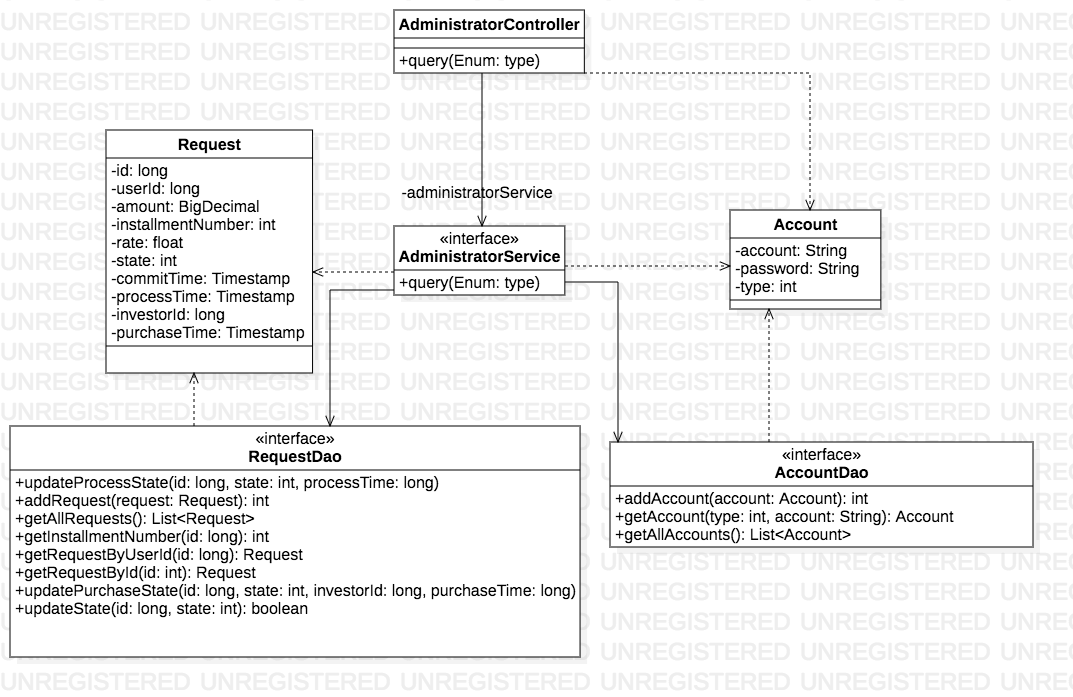 AdministratorController
+query(Enum: type)
Request
-id: long
-userId: long
-amount: BigDecimal
-installmentNumber: int
-rate: float
-state: int
-commitTime: Timestamp
-processTime: Timestamp
-investorId: long
-purchaseTime: Timestamp
-administratorService
«interface»
AdministratorService
+query(Enum: type)
Account
-account: String
-password: String
-type: int
«interface»
RequestDao
+updateProcessState(id: long, state: int, processTime: long)
+addRequest(request: Request): int
+getAllRequests(): List<Request>
+getInstallmentNumber(id: long): int
+getRequestByUserId(id: long): Request
+getRequestById(id: int): Request
+updatePurchaseState(id: long, state: int, investorId: long, purchaseTime: long)
+updateState(id: long, state: int): boolean
«interface»
AccountDao
+addAccount(account: Account): int
+getAccount(type: int, account: String): Account
+getAllAccounts(): List<Account>
UNREGISTERED